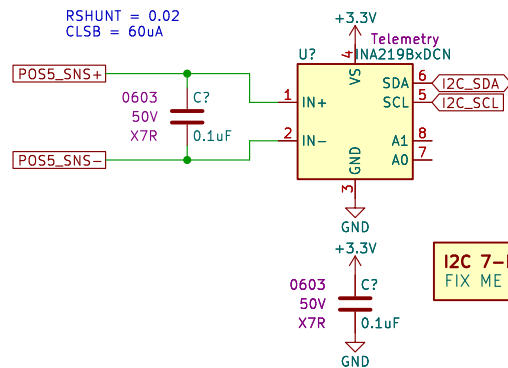 RSHUNT = 0.02
CLSB = 60uA
+3.3V
Telemetry
U?
INA219BxDCN
4
VS
POS5_SNS+
1
IN+
SDA
6
I2C_SDA
SCL
5
I2C_SCL
0603
C?
50V
X7R
0.1uF
2
IN-
A1
8
A0
7
POS5_SNS-
GND
3
GND
+3.3V
I2C 7-
FIX ME
0603
C?
50V
X7R
0.1uF
GND